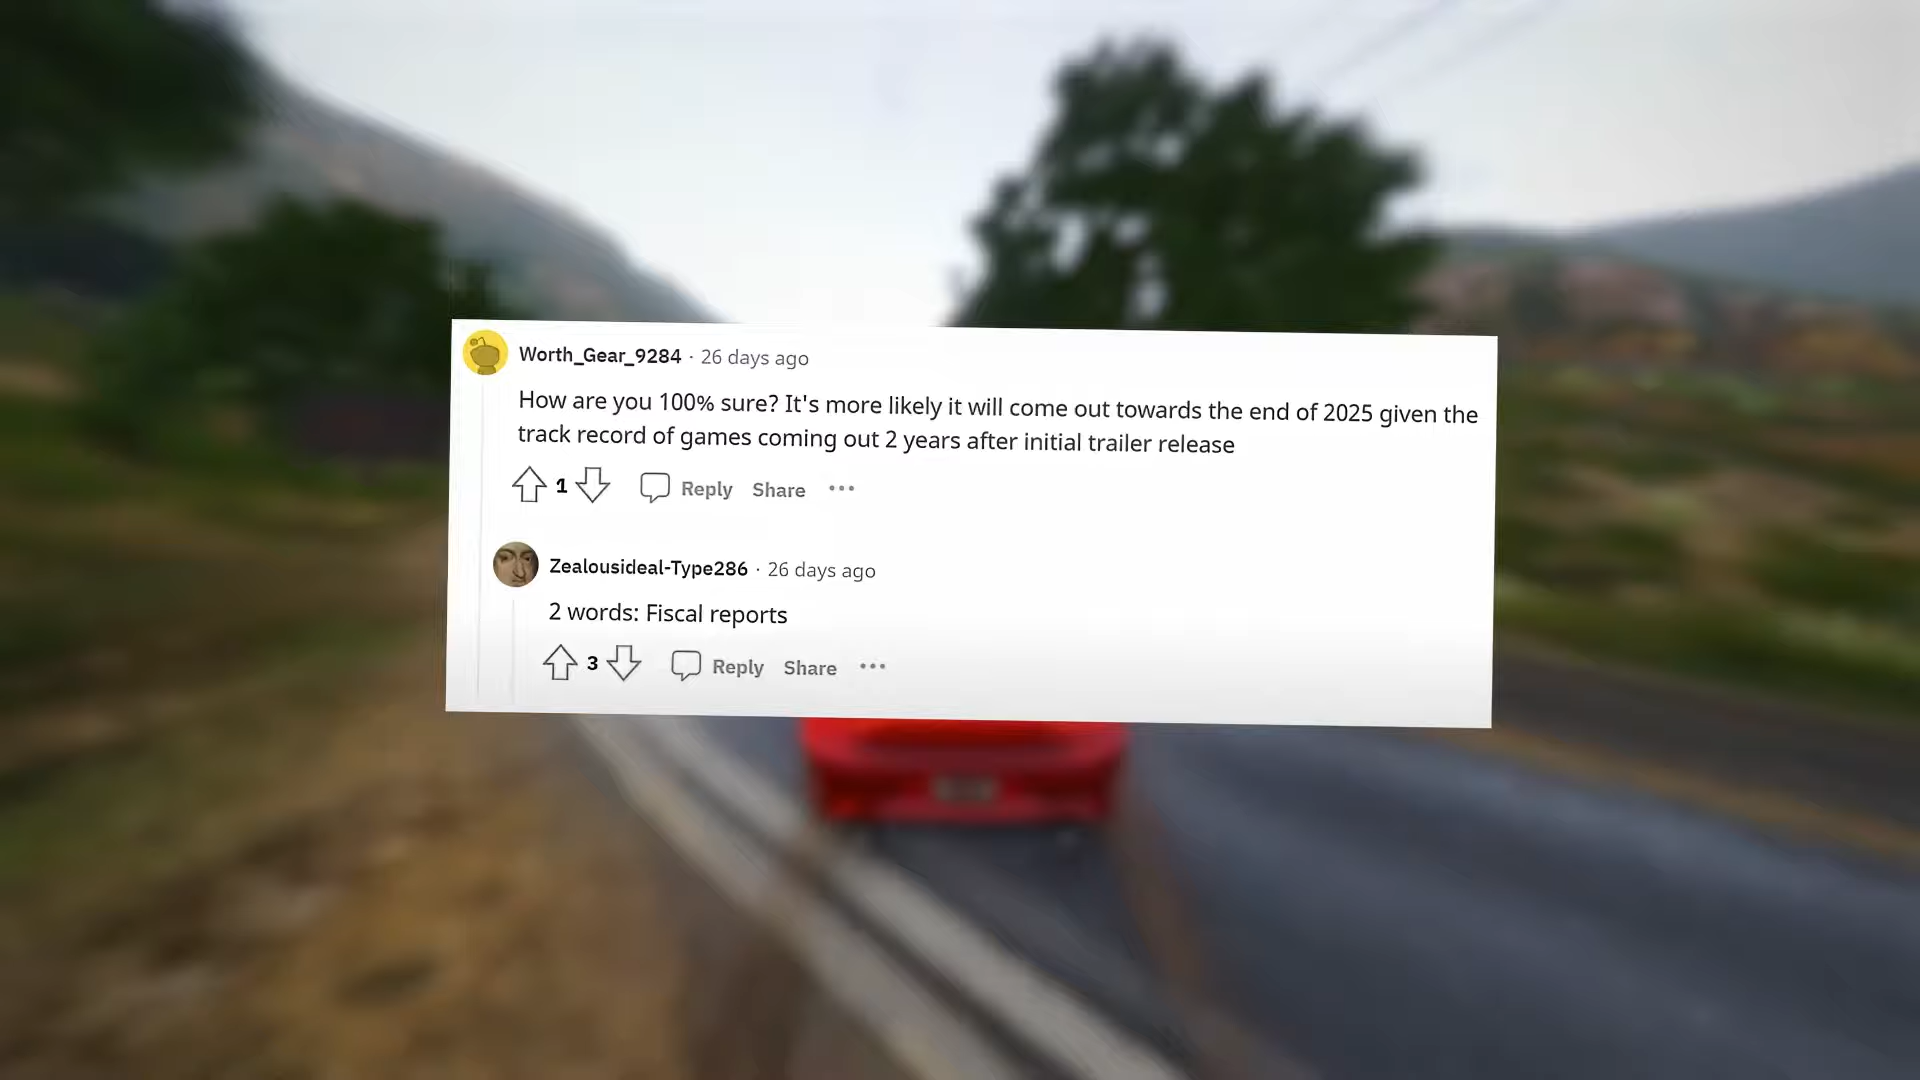 Worth_Gear_9284 · 26 days ago
How are you 100% sure? It's more likely it will come out towards the end of 2025 given the
track record of games coming out 2 years after initial trailer release
1 Reply Share •••
Zealousideal-Type286 · 26 days ago
2 words: Fiscal reports
3 Reply Share •••